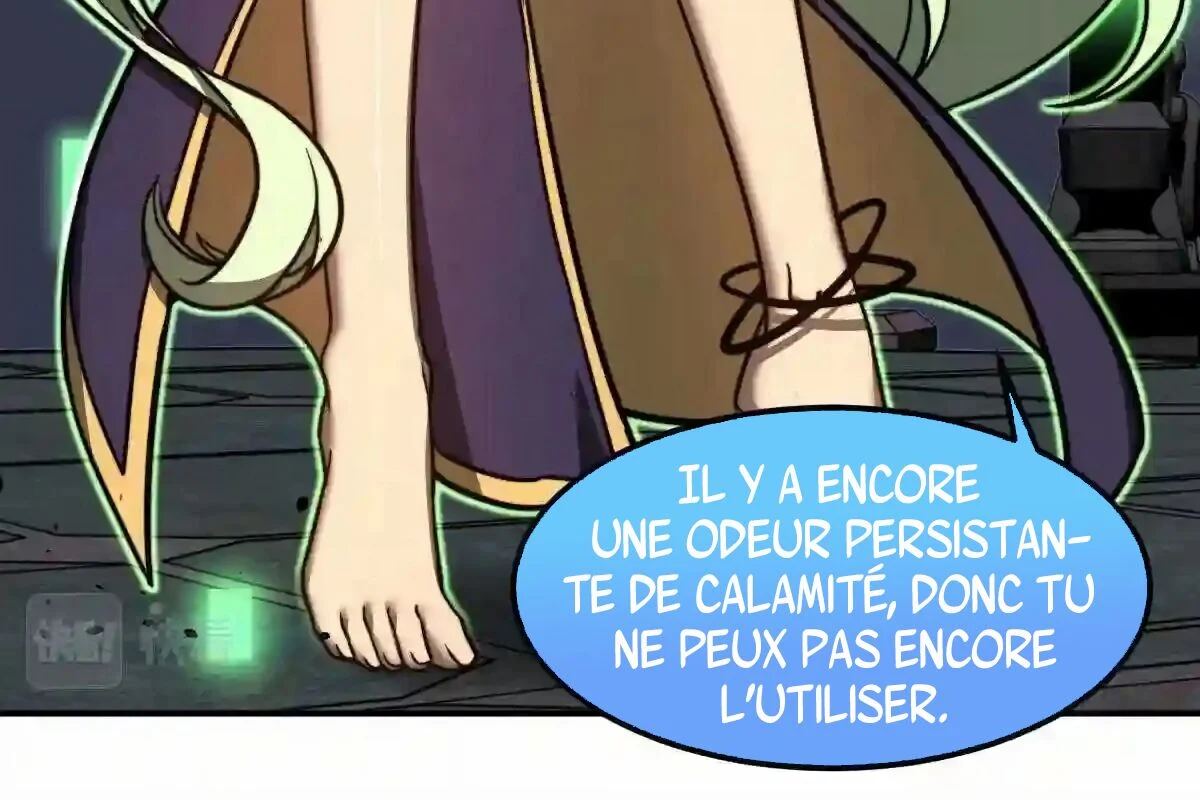 IL Y A ENCORE
UNE ODEUR PERSISTAN-
TE DE CALAMITÉ, DONC TU
NE PEUX PAS ENCORE
L'UTILISER.